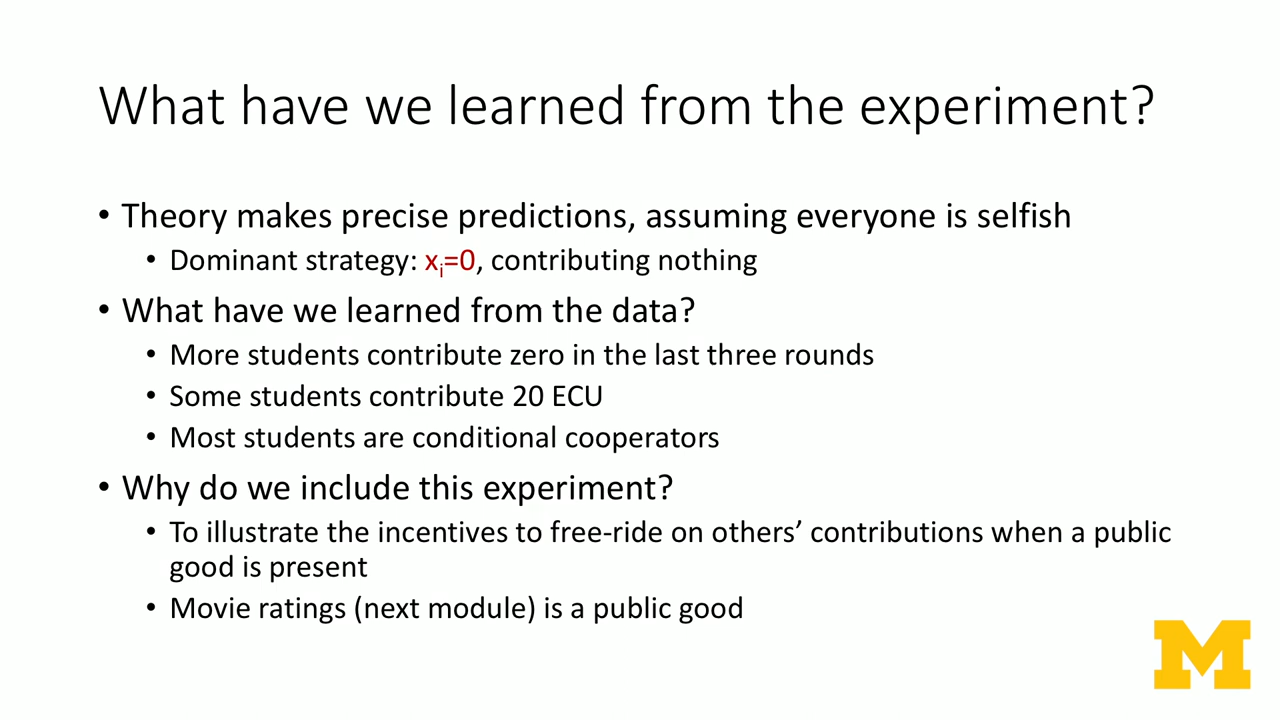 What have we learned from the experiment?
• Theory makes precise predictions, assuming everyone is selfish
• Dominant strategy: xᵢ=0, contributing nothing
• What have we learned from the data?
• More students contribute zero in the last three rounds
• Some students contribute 20 ECU
• Most students are conditional cooperators
• Why do we include this experiment?
• To illustrate the incentives to free-ride on others’ contributions when a public
good is present
• Movie ratings (next module) is a public good
M